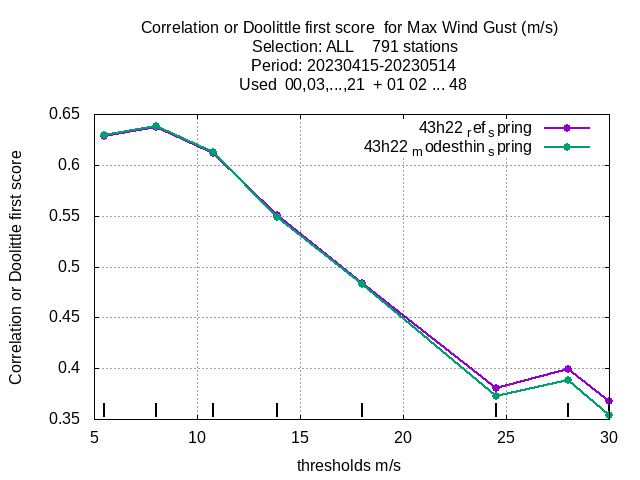 Correlation or Doolittle first score  for Max Wind Gust (m/s)
Selection: ALL    791 stations
Period: 20230415-20230514
Used  00,03,...,21  + 01 02 ... 48
43h22 ref spring
43h22 modesthin spring
Correlation or Doolittle first score
0.65
0.6
0.55
0.5
0.45
0.4
0.35
5 10 15 20 25 30
thresholds m/s